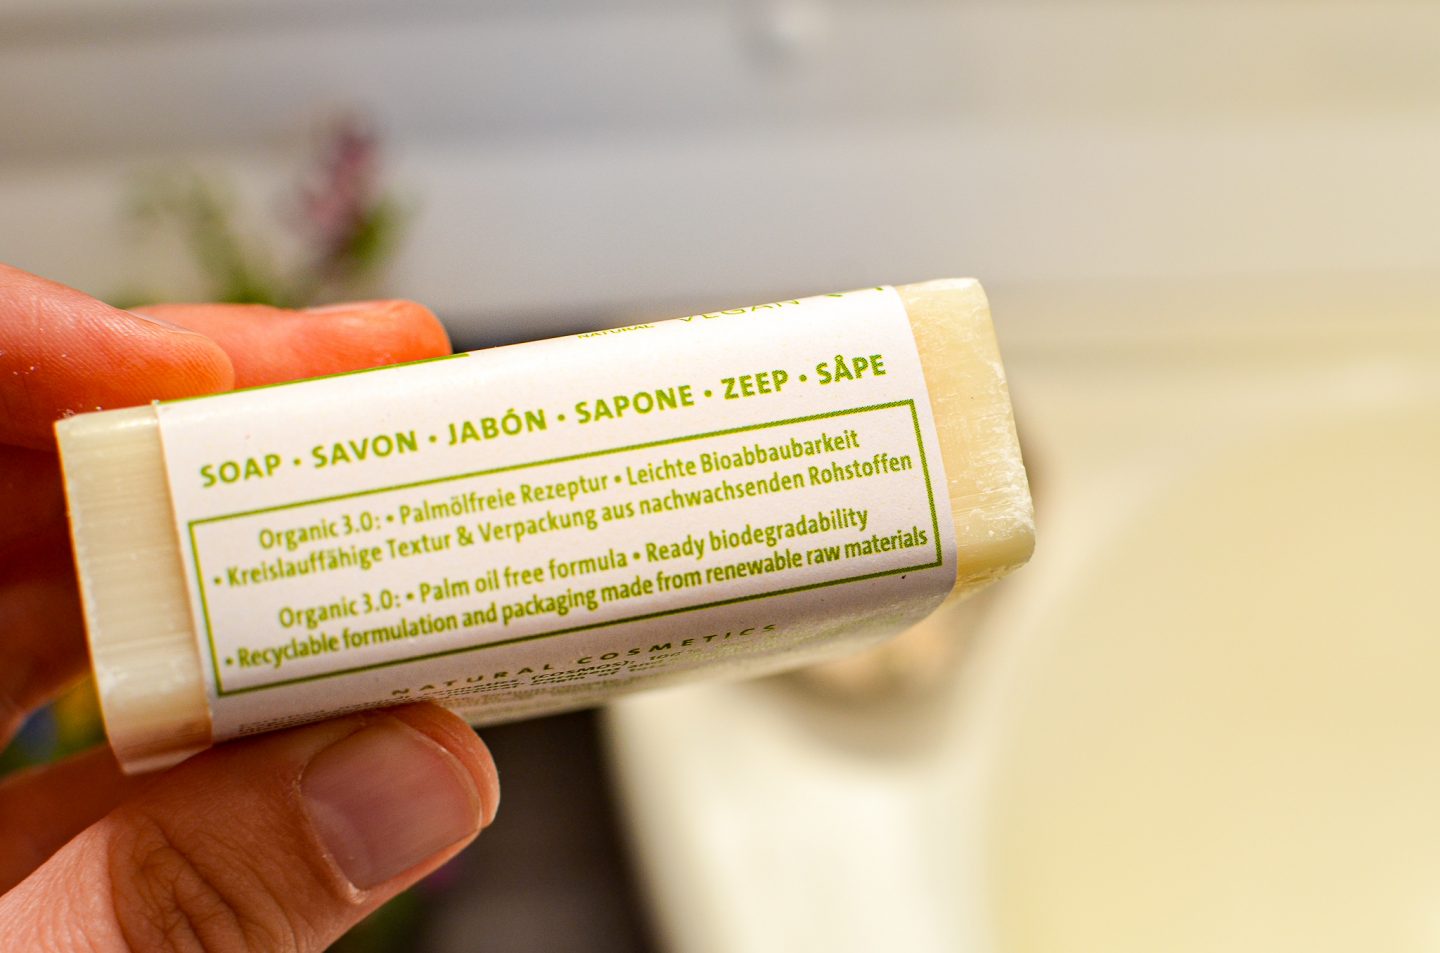 NATURAL VEGAN
SOAP · SAVON · JABÓN · SAPONE · ZEEP · SÅPE
Organic 3.0: • Palmölfreie Rezeptur • Leichte Bioabbaubarkeit
• Kreislauffähige Textur & Verpackung aus nachwachsenden Rohstoffen
Organic 3.0: • Palm oil free formula • Ready biodegradability
• Recyclable formulation and packaging made from renewable raw materials
NATURAL COSMETICS